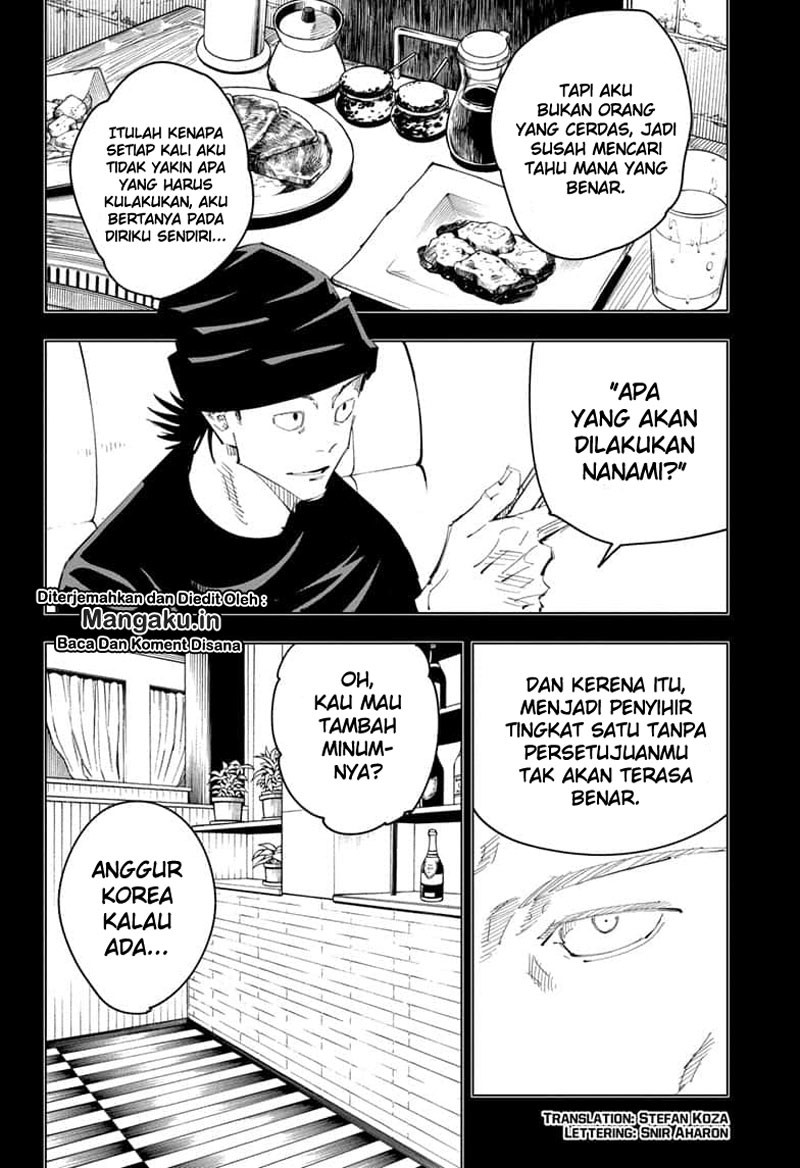 TAPI AKU
BUKAN ORANG
YANG CERDAS, JADI
SUSAH MENCARI
TAHU MANA YANG
BENAR.
ITULAH KENAPA
SETIAP KALI AKU
TIDAK YAKIN APA
YANG HARUS
KULAKUKAN, AKU
BERTANYA PADA
DIRIKU SENDIRI...
"APA
YANG AKAN
DILAKUKAN
NANAMI?"
Diterjemahkan dan Diedit Oleh :
Mangaku.in
Baca Dan Koment Disana
DAN KERENA ITU,
MENJADI PENYIHIR
TINGKAT SATU TANPA
PERSETUJUANMU
TAK AKAN TERASA
BENAR.
OH,
KAU MAU
TAMBAH
MINUM-
NYA?
ANGGUR
KOREA
KALAU
ADA...
TRANSLATION: STEFAN KOZA
LETTERING: SNIR AHARON